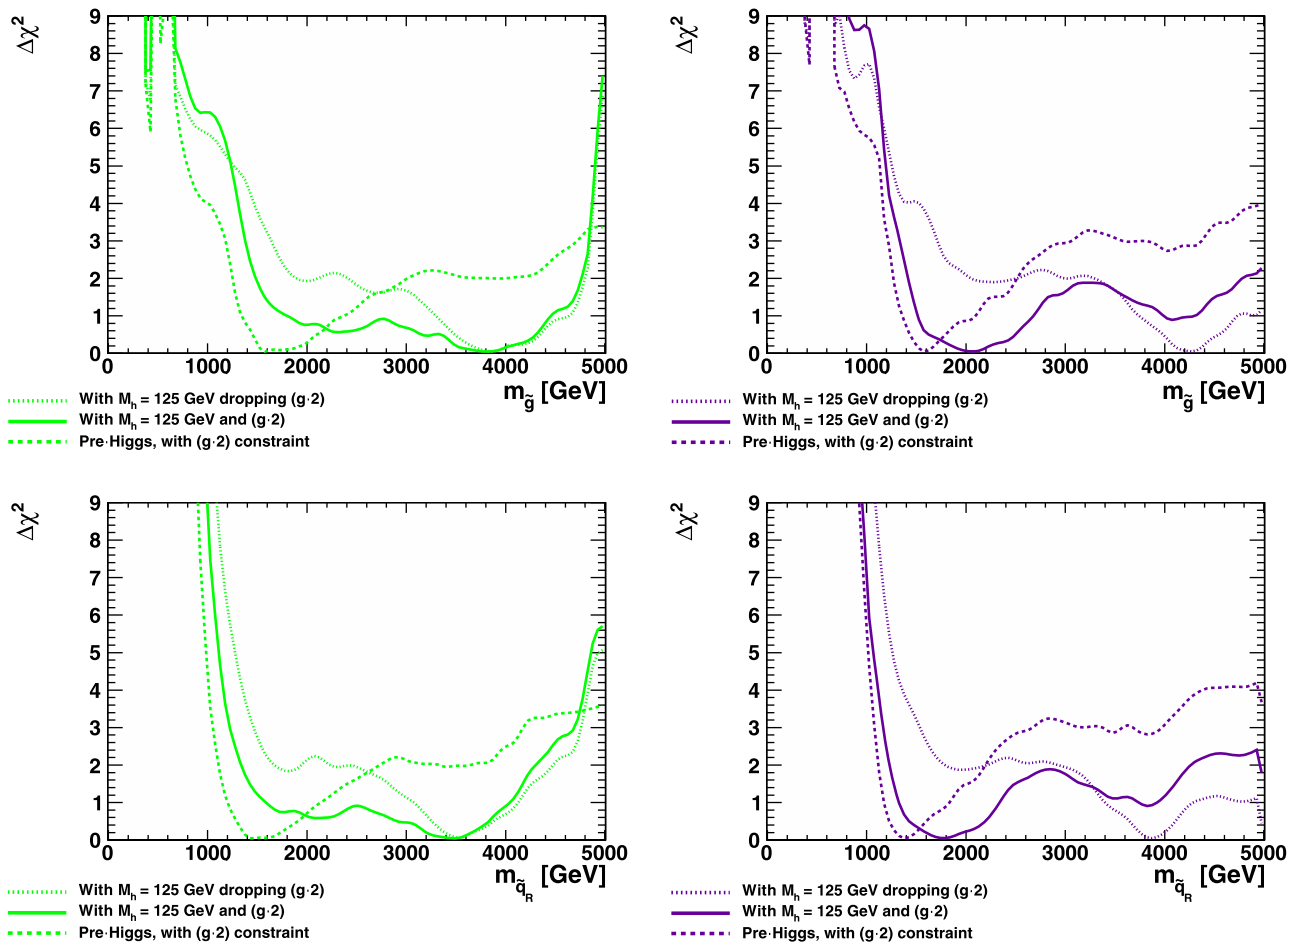 Δχ²
9
8
7
6
5
4
3
2
1
0
0 1000 2000 3000 4000 5000
m_g̃ [GeV]
With M_h = 125 GeV dropping (g·2)
With M_h = 125 GeV and (g·2)
Pre·Higgs, with (g·2) constraint
Δχ²
9
8
7
6
5
4
3
2
1
0
0 1000 2000 3000 4000 5000
m_g̃ [GeV]
With M_h = 125 GeV dropping (g·2)
With M_h = 125 GeV and (g·2)
Pre·Higgs, with (g·2) constraint
Δχ²
9
8
7
6
5
4
3
2
1
0
0 1000 2000 3000 4000 5000
m_q̃_R [GeV]
With M_h = 125 GeV dropping (g·2)
With M_h = 125 GeV and (g·2)
Pre·Higgs, with (g·2) constraint
Δχ²
9
8
7
6
5
4
3
2
1
0
0 1000 2000 3000 4000 5000
m_q̃_R [GeV]
With M_h = 125 GeV dropping (g·2)
With M_h = 125 GeV and (g·2)
Pre·Higgs, with (g·2) constraint